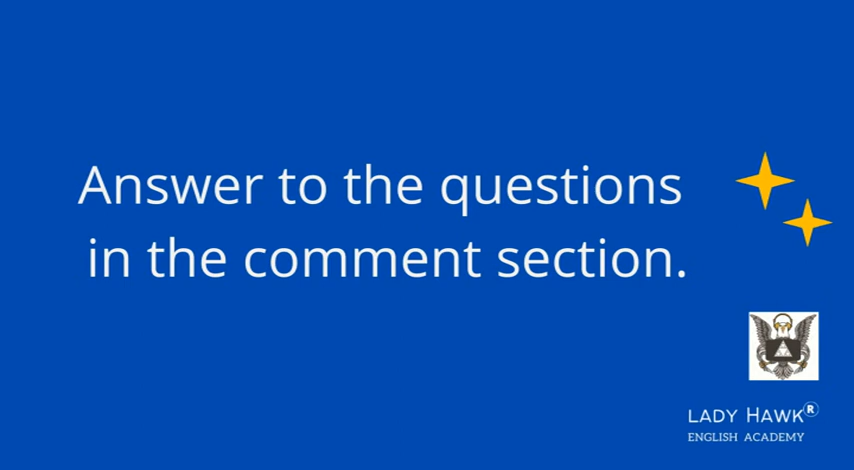 Answer to the questions
in the comment section.
LADY HAWK®
ENGLISH ACADEMY